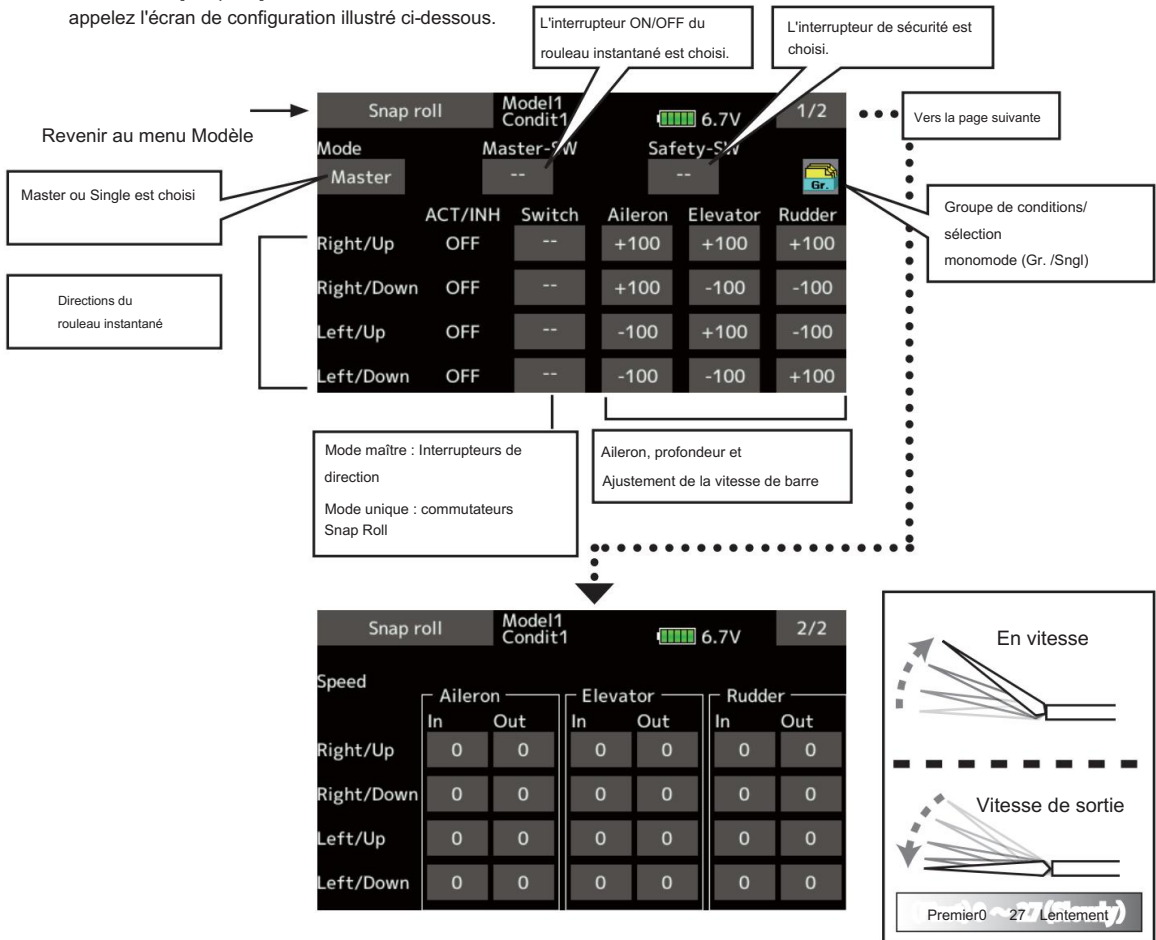 appelez l'écran de configuration illustré ci-dessous.
L'interrupteur ON/OFF du
rouleau instantané est choisi.
L'interrupteur de sécurité est
choisi.
Revenir au menu Modèle
Snap roll
Model1
Condit1
6.7V
1/2
Vers la page suivante
Mode
Master-SW
Safety-SW
Master
--
--
Gr.
Master ou Single est choisi
Groupe de conditions/
sélection
monomode (Gr. /Sngl)
ACT/INH Switch Aileron Elevator Rudder
Right/Up OFF -- +100 +100 +100
Right/Down OFF -- +100 -100 -100
Left/Up OFF -- -100 +100 -100
Left/Down OFF -- -100 -100 +100
Directions du
rouleau instantané
Mode maître : Interrupteurs de
direction
Mode unique : commutateurs
Snap Roll
Aileron, profondeur et
Ajustement de la vitesse de barre
Snap roll
Model1
Condit1
6.7V
2/2
Speed
Aileron Elevator Rudder
In Out In Out In Out
Right/Up 0 0 0 0 0 0
Right/Down 0 0 0 0 0 0
Left/Up 0 0 0 0 0 0
Left/Down 0 0 0 0 0 0
En vitesse
Vitesse de sortie
Premier0 27 Lentement